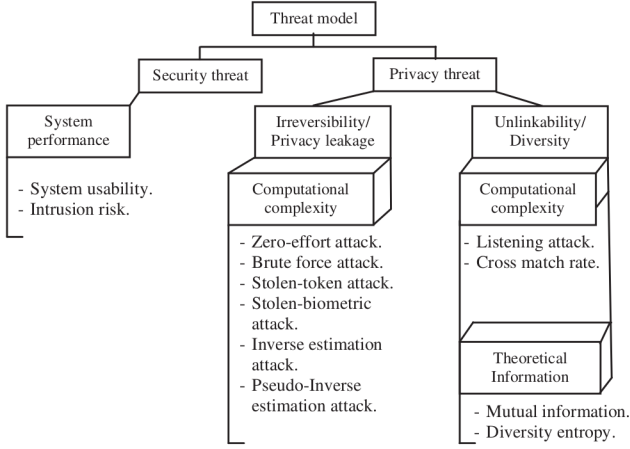 Threat model
Security threat
Privacy threat
System
performance
- System usability.
- Intrusion risk.
Irreversibility/
Privacy leakage
Computational
complexity
- Zero-effort attack.
- Brute force attack.
- Stolen-token attack.
- Stolen-biometric
attack.
- Inverse estimation
attack.
- Pseudo-Inverse
estimation attack.
Unlinkability/
Diversity
Computational
complexity
- Listening attack.
- Cross match rate.
Theoretical
Information
- Mutual information.
- Diversity entropy.